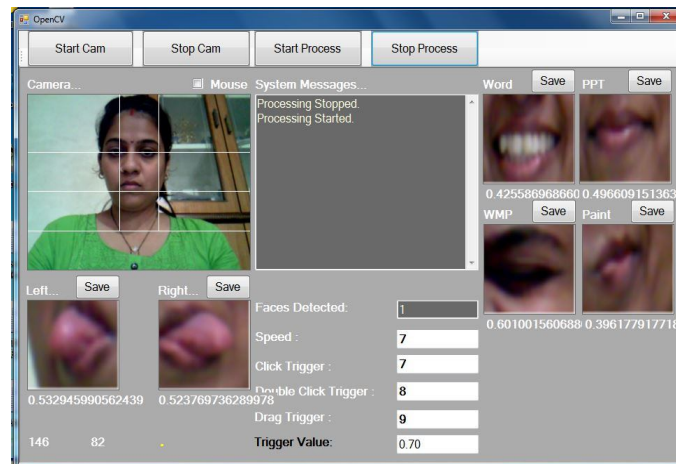 OpenCV
Start Cam Stop Cam Start Process Stop Process
Camera... Mouse System Messages... Word Save PPT Save
Processing Stopped.
Processing Started.
0.425586968660 0.496609151363
WMP Save Paint Save
0.601001560688 0.396177917718
Left... Save Right... Save
Faces Detected: 1
Speed : 7
Click Trigger : 7
Double Click Trigger : 8
0.532945990562439 0.523769736289978
Drag Trigger : 9
146 82 . Trigger Value: 0.70